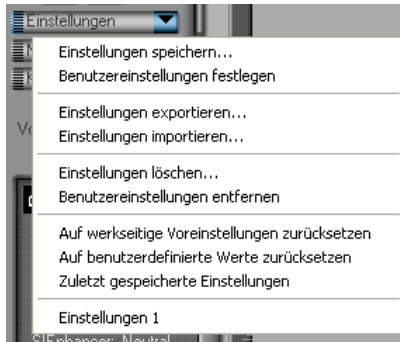 Einstellungen
Einstellungen speichern...
Benutzereinstellungen festlegen
Einstellungen exportieren...
Einstellungen importieren...
Einstellungen löschen...
Benutzereinstellungen entfernen
Auf werkseitige Voreinstellungen zurücksetzen
Auf benutzerdefinierte Werte zurücksetzen
Zuletzt gespeicherte Einstellungen
Einstellungen 1